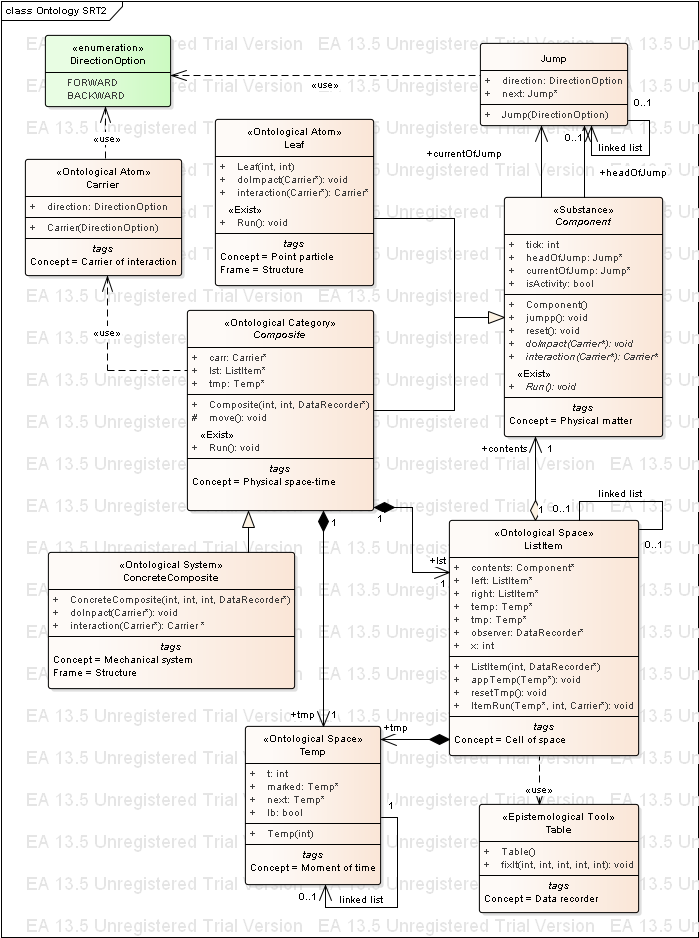 class Ontology SRT2
EA 13.5 Unregistered Trial Version
«enumeration»
DirectionOption
FORWARD
BACKWARD
«use»
Jump
+ direction: DirectionOption
+ next: Jump*
+ Jump(DirectionOption)
0..1
linked list
0..1
+currentOfJump
+headOfJump
«use»
«Ontological Atom»
Carrier
+ direction: DirectionOption
+ Carrier(DirectionOption)
tags
Concept = Carrier of interaction
«Ontological Atom»
Leaf
+ Leaf(int, int)
+ doImpact(Carrier*): void
+ interaction(Carrier*): Carrier*
«Exist»
+ Run(): void
tags
Concept = Point particle
Frame = Structure
«Substance»
Component
+ tick: int
+ headOfJump: Jump*
+ currentOfJump: Jump*
+ isActivity: bool
+ Component()
+ jumpp(): void
+ reset(): void
+ doImpact(Carrier*): void
+ interaction(Carrier*): Carrier*
«Exist»
+ Run(): void
tags
Concept = Physical matter
«use»
«Ontological Category»
Composite
+ carr: Carrier*
+ lst: ListItem*
+ tmp: Temp*
+ Composite(int, int, DataRecorder*)
# move(): void
«Exist»
+ Run(): void
tags
Concept = Physical space-time
+contents
1
1
0..1
linked list
0..1
1
1
+lst
1
«Ontological System»
ConcreteComposite
+ ConcreteComposite(int, int, int, DataRecorder*)
+ doInpact(Carrier*): void
+ interaction(Carrier*): Carrier *
tags
Concept = Mechanical system
Frame = Structure
«Ontological Space»
ListItem
+ contents: Component*
+ left: ListItem*
+ right: ListItem*
+ temp: Temp*
+ tmp: Temp*
+ observer: DataRecorder*
+ x: int
+ ListItem(int, DataRecorder*)
+ appTemp(Temp*): void
+ resetTmp(): void
+ ItemRun(Temp*, int, Carrier*): void
tags
Concept = Cell of space
+tmp
1
+tmp
«Ontological Space»
Temp
+ t: int
+ marked: Temp*
+ next: Temp*
+ lb: bool
+ Temp(int)
tags
Concept = Moment of time
1
0..1
linked list
«use»
«Epistemological Tool»
Table
+ Table()
+ fixIt(int, int, int, int, int): void
tags
Concept = Data recorder